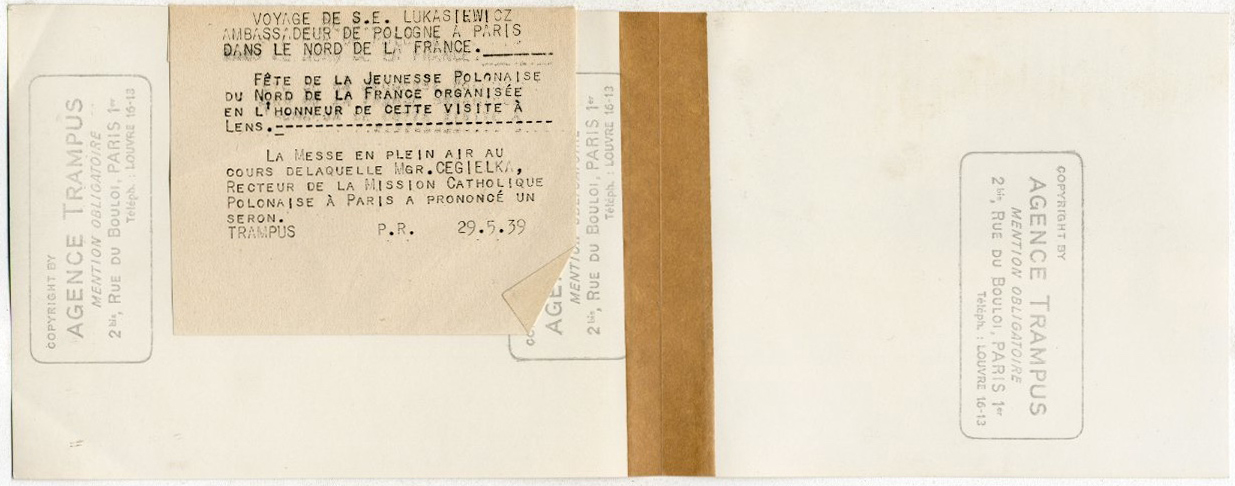 VOYAGE DE S.E. LUKASIEWICZ
AMBASSADEUR DE POLOGNE A PARIS
DANS LE NORD DE LA FRANCE.
FÊTE DE LA JEUNESSE POLONAISE
DU NORD DE LA FRANCE ORGANISÉE
EN L'HONNEUR DE CETTE VISITE À
LENS.
LA MESSE EN PLEIN AIR AU
COURS DELAQUELLE MGR.CEGIELKA,
RECTEUR DE LA MISSION CATHOLIQUE
POLONAISE À PARIS A PRONONCÉ UN
SERON.
TRAMPUS P.R. 29.5.39
COPYRIGHT BY
AGENCE TRAMPUS
MENTION OBLIGATOIRE
2 bis, RUE DU BOULOI, PARIS 1er
Téléph. : LOUVRE 16-13
CO
AGE
MENTION OBLIGATOIRE
2 bis, RUE DU BOULOI, PARIS 1er
Téléph. : LOUVRE 16-13
COPYRIGHT BY
AGENCE TRAMPUS
MENTION OBLIGATOIRE
2 bis, RUE DU BOULOI, PARIS 1er
Téléph. : LOUVRE 16-13